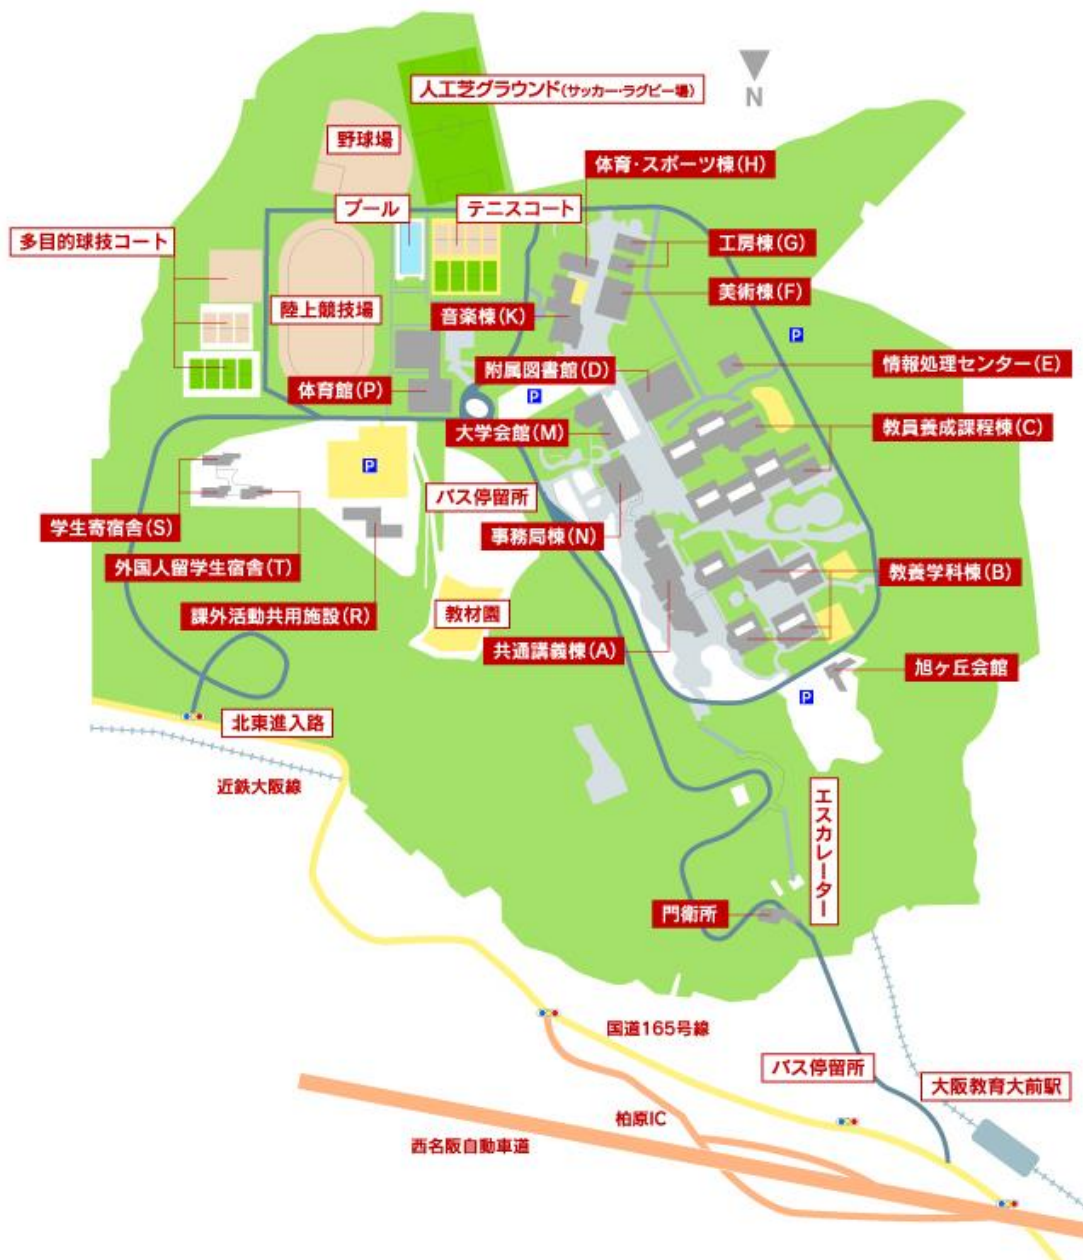 人工芝グラウンド(サッカー・ラグビー場)
N
野球場
体育・スポーツ棟(H)
プール
テニスコート
多目的球技コート
工房棟(G)
美術棟(F)
陸上競技場
音楽棟(K)
P
附属図書館(D)
情報処理センター(E)
体育館(P)
P
大学会館(M)
教員養成課程棟(C)
P
バス停留所
学生寄宿舎(S)
事務局棟(N)
外国人留学生宿舎(T)
教養学科棟(B)
課外活動共用施設(R)
教材園
共通講義棟(A)
旭ヶ丘会館
P
北東進入路
近鉄大阪線
エスカレーター
門衛所
国道165号線
バス停留所
大阪教育大前駅
柏原IC
西名阪自動車道